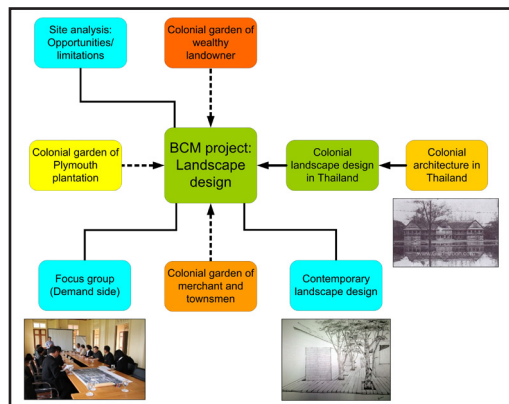 Site analysis:
Opportunities/
limitations
Colonial garden of
wealthy
landowner
Colonial garden of
Plymouth
plantation
BCM project:
Landscape
design
Colonial
landscape design
in Thailand
Colonial
architecture in
Thailand
Focus group
(Demand side)
Colonial garden of
merchant and
townsmen
Contemporary
landscape design